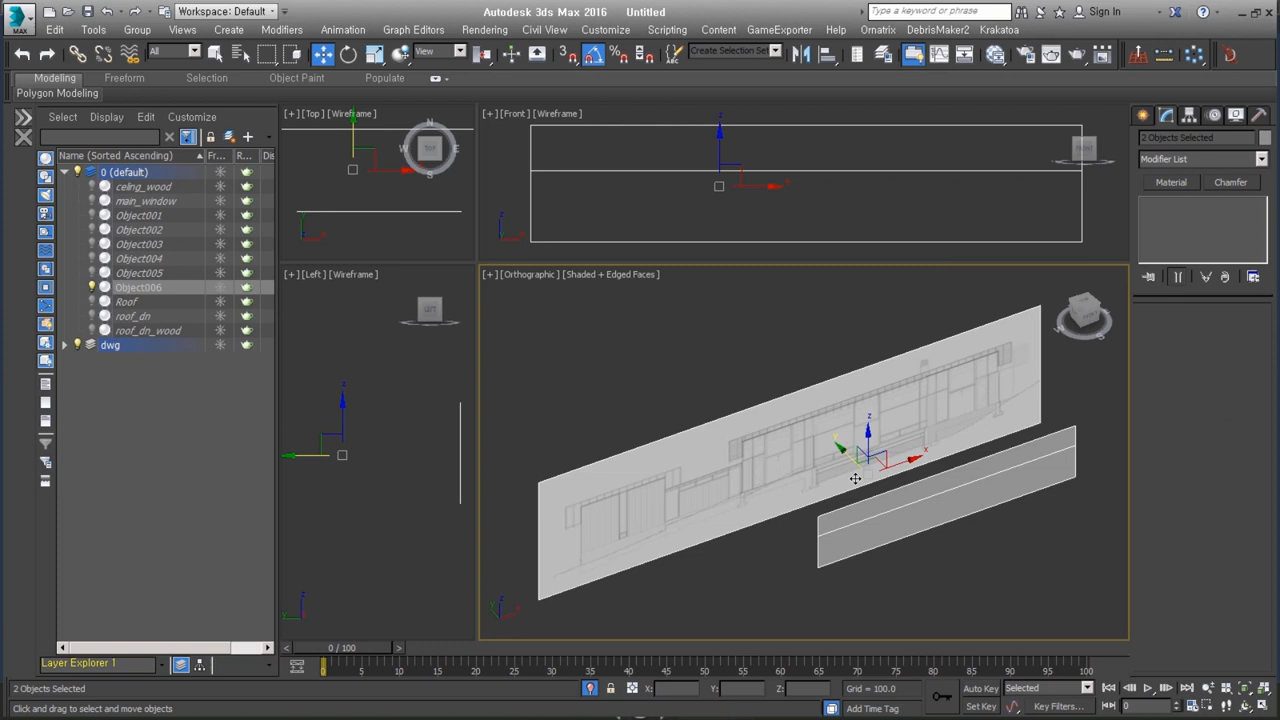 Autodesk 3ds Max 2016 Untitled
MAX
Workspace: Default
Type a keyword or phrase
Sign In
Edit Tools Group Views Create Modifiers Animation Graph Editors Rendering Civil View Customize Scripting Content GameExporter Help Ornatrix DebrisMaker2 Krakatoa
All
View
Create Selection Set
Modeling Freeform Selection Object Paint Populate
Polygon Modeling
Select Display Edit Customize
Name (Sorted Ascending) Fr... R... Dis
0 (default)
celing_wood
main_window
Object001
Object002
Object003
Object004
Object005
Object006
Roof
roof_dn
roof_dn_wood
dwg
Layer Explorer 1
[+] [Top] [Wireframe]
N
W TOP E
S
[+] [Front] [Wireframe]
FRONT
[+] [Left] [Wireframe]
LEFT
[+] [Orthographic] [Shaded + Edged Faces]
2 Objects Selected
Modifier List
Material Chamfer
0 / 100
0 5 10 15 20 25 30 35 40 45 50 55 60 65 70 75 80 85 90 95 100
2 Objects Selected
X: Y: Z: Grid = 100.0
Auto Key Selected
Click and drag to select and move objects
Add Time Tag
Set Key Key Filters...
0